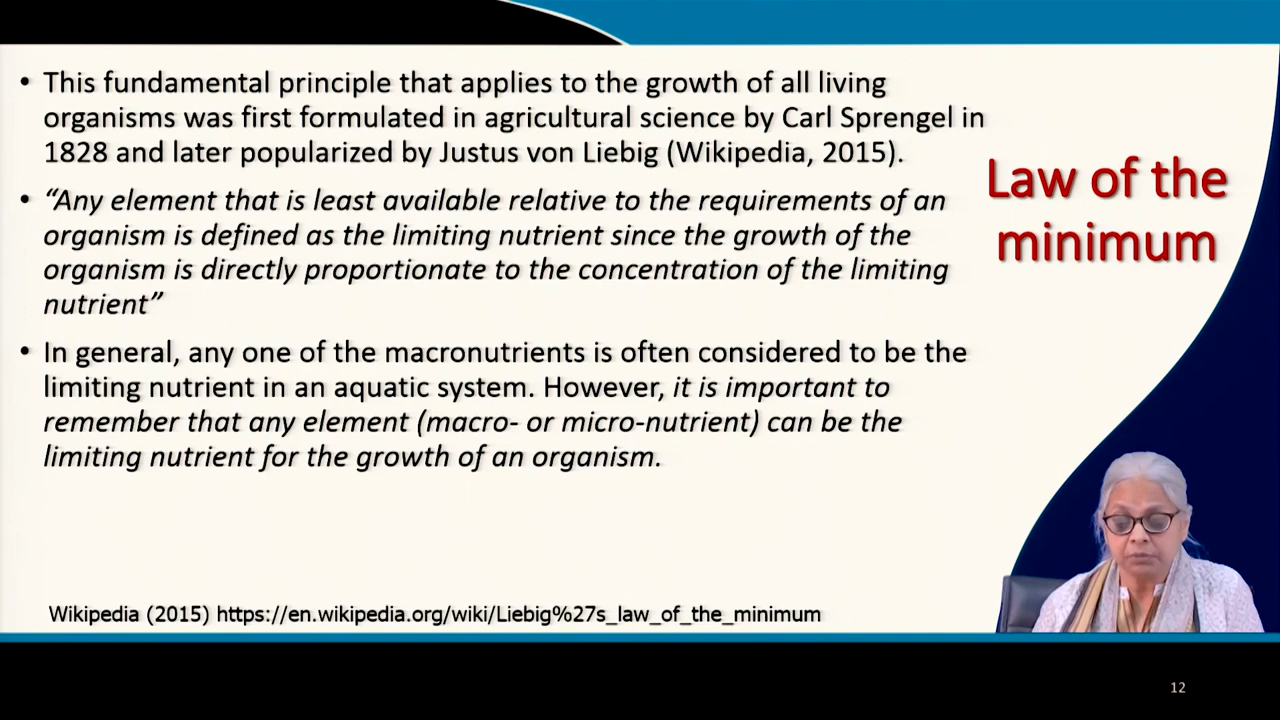 • This fundamental principle that applies to the growth of all living
organisms was first formulated in agricultural science by Carl Sprengel in
1828 and later popularized by Justus von Liebig (Wikipedia, 2015).
• “Any element that is least available relative to the requirements of an
organism is defined as the limiting nutrient since the growth of the
organism is directly proportionate to the concentration of the limiting
nutrient”
• In general, any one of the macronutrients is often considered to be the
limiting nutrient in an aquatic system. However, it is important to
remember that any element (macro- or micro-nutrient) can be the
limiting nutrient for the growth of an organism.
Law of the
minimum
Wikipedia (2015) https://en.wikipedia.org/wiki/Liebig%27s_law_of_the_minimum
12